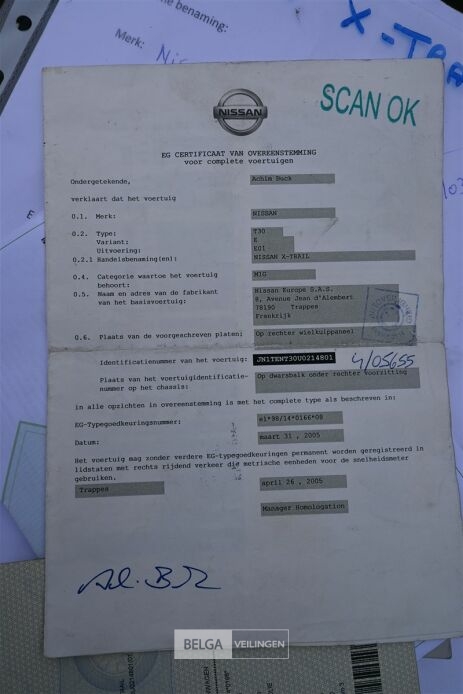 me benaming:
Merk: Ni
X-TRA
NISSAN
SCAN OK
EG CERTIFICAAT VAN OVEREENSTEMMING
voor complete voertuigen
Ondergetekende, Achim Buck
verklaart dat het voertuig
0.1. Merk: NISSAN
0.2. Type: T30
Variant: E
Uitvoering: E01
0.2.1 Handelsbenaming(en): NISSAN X-TRAIL
0.4. Categorie waartoe het voertuig M1G
behoort:
0.5. Naam en adres van de fabrikant Nissan Europe S.A.S.
van het basisvoertuig: 8, Avenue Jean d'Alembert
78190 Trappes
Frankrijk
0.6. Plaats van de voorgeschreven platen; Op rechter wielkuippaneel
Identificatienummer van het voertuig: JN1TENT30U0214801 4/05655
Plaats van het voertuigidentificatie- Op dwarsbalk onder rechter voorzitting
nummer op het chassis:
In alle opzichten in overeenstemming is met het complete type als beschreven in:
EG-Typegoedkeuringsnummer: e1*98/14*0166*08
Datum: maart 31 , 2005
Het voertuig mag zonder verdere EG-typegoedkeuringen permanent worden geregistreerd in
lidstaten met rechts rijdend verkeer die metrische eenheden voor de snelheidsmeter
gebruiken.
Trappes april 26 , 2005
Manager Homologation
BELGA VEILINGEN